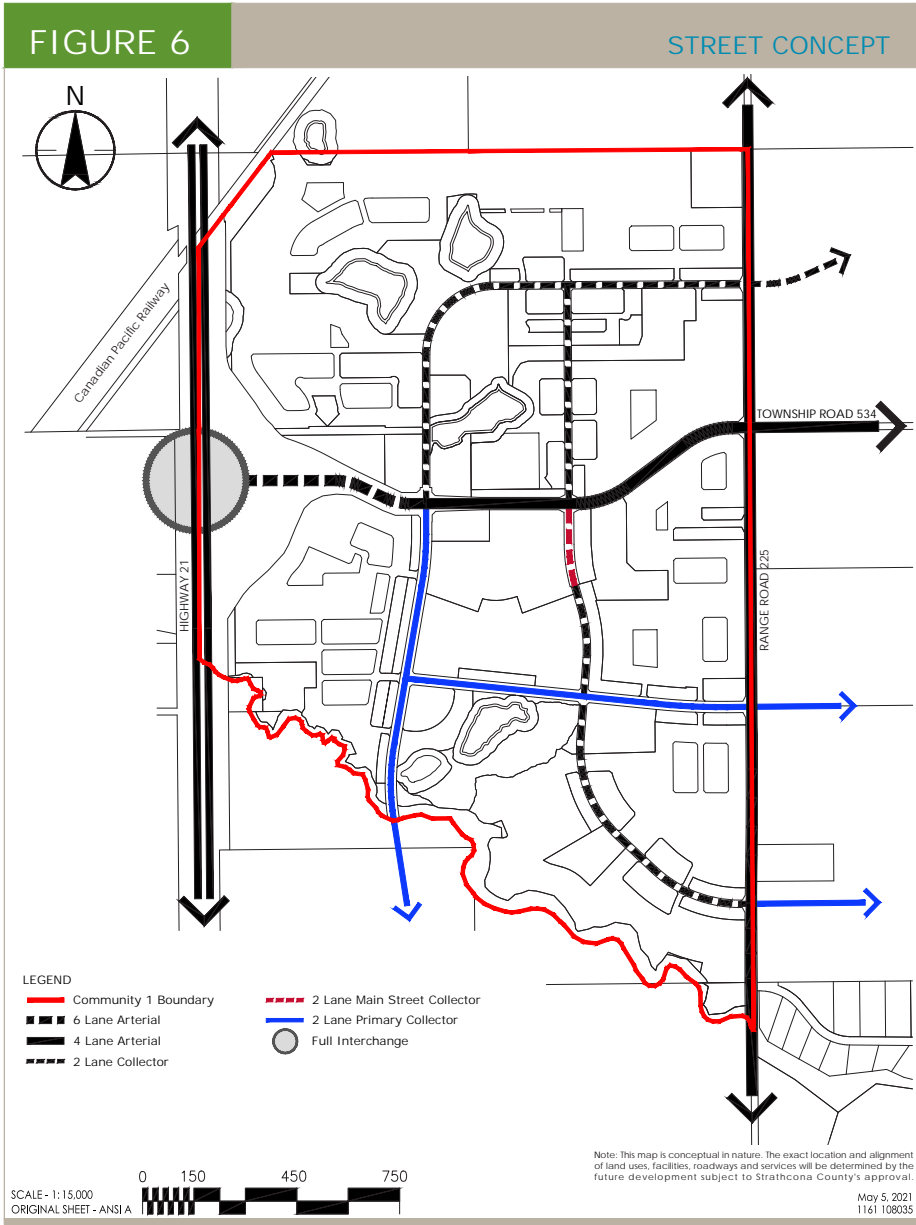 FIGURE 6
STREET CONCEPT
N
Canadian Pacific Railway
TOWNSHIP ROAD 534
HIGHWAY 21
RANGE ROAD 225
LEGEND
Community 1 Boundary
6 Lane Arterial
4 Lane Arterial
2 Lane Collector
2 Lane Main Street Collector
2 Lane Primary Collector
Full Interchange
0 150 450 750
SCALE - 1: 15,000
ORIGINAL SHEET - ANSI A
Note: This map is conceptual in nature. The exact location and alignment
of land uses, facilities, roadways and services will be determined by the
future development subject to Strathcona County's approval.
May 5, 2021
1161 108035